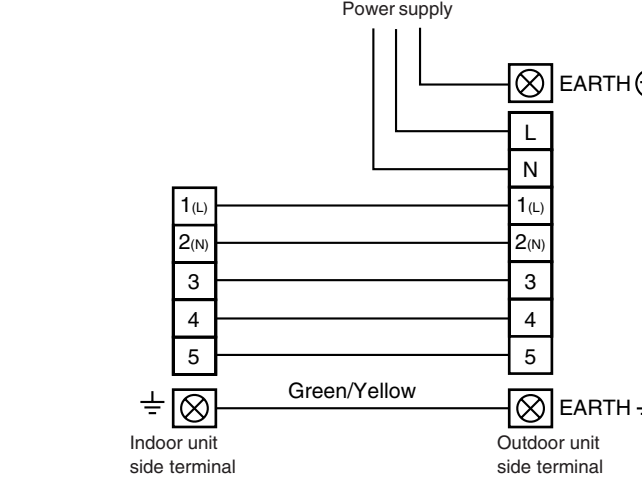 Power supply
EARTH
L
N
1(L) 1(L)
2(N) 2(N)
3 3
4 4
5 5
Green/Yellow
EARTH
Indoor unit
side terminal
Outdoor unit
side terminal